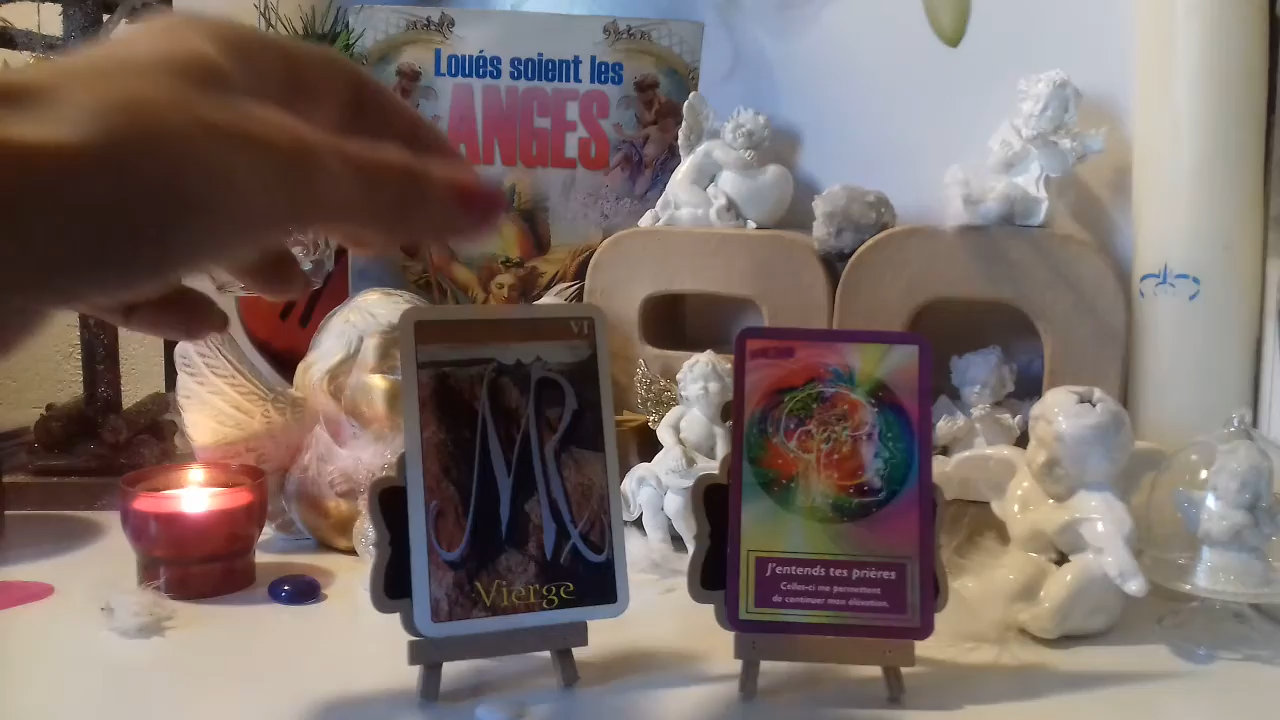 Loués soient les
ANGES
VI
Vierge
J'entends tes prières
Celles-ci me permettent
de continuer mon élévation.